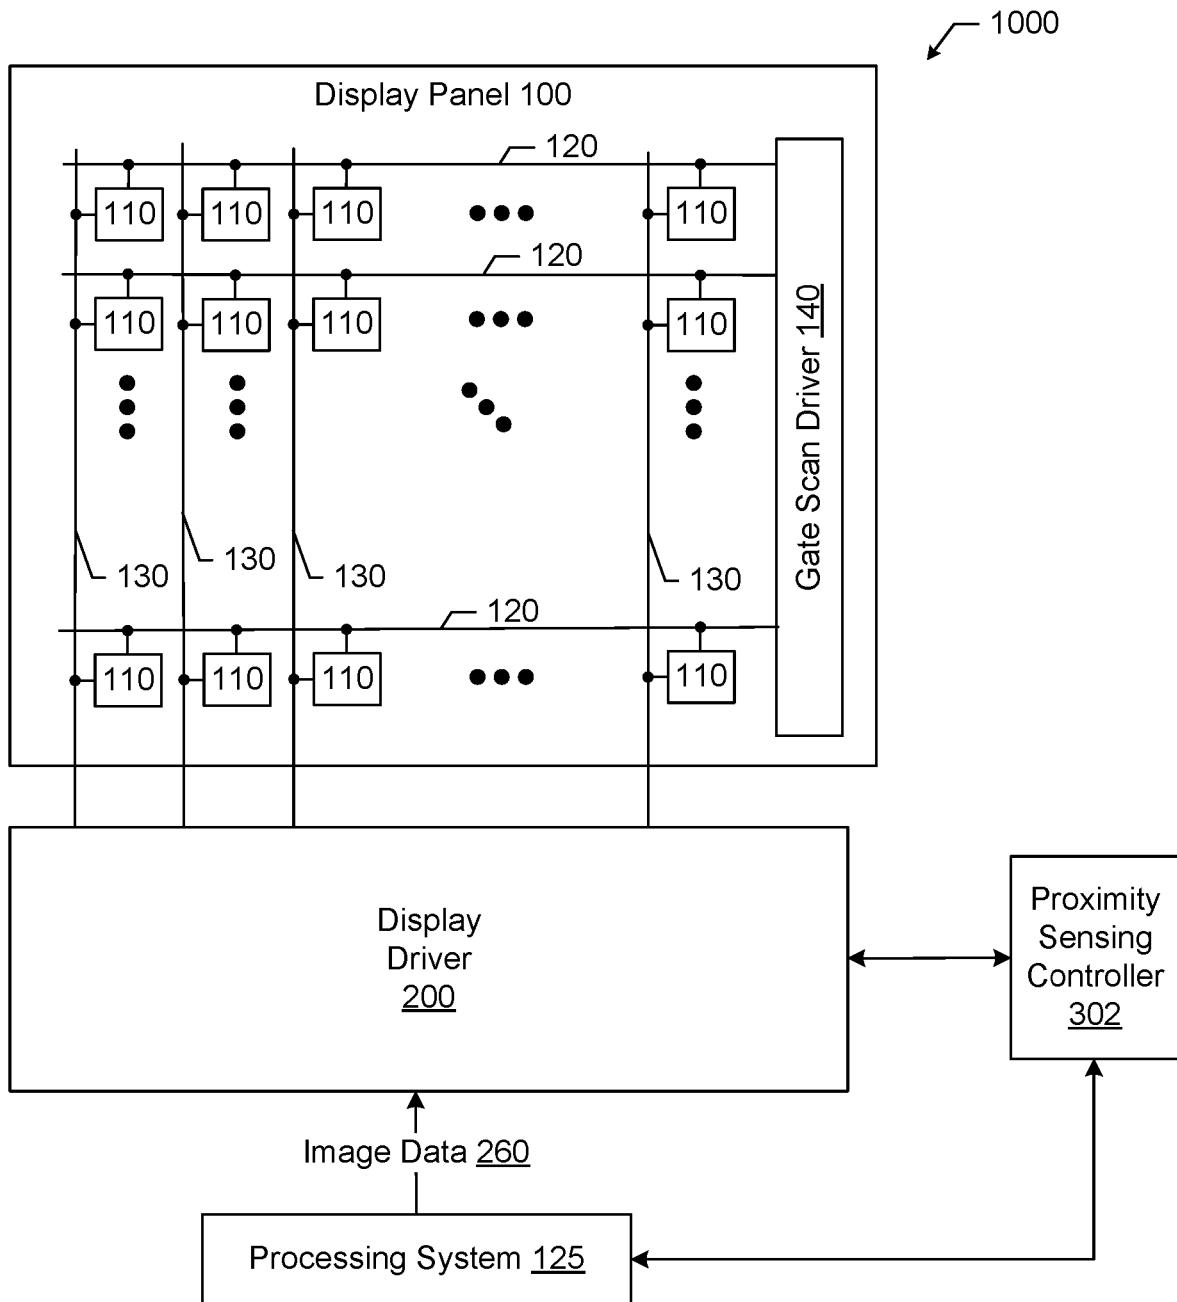 1000
Display Panel 100
120
110 110 110 110
120
110 110 110 110
Gate Scan Driver 140
130 130 130 130
120
110 110 110 110
Display
Driver
200
Proximity
Sensing
Controller
302
Image Data 260
Processing System 125